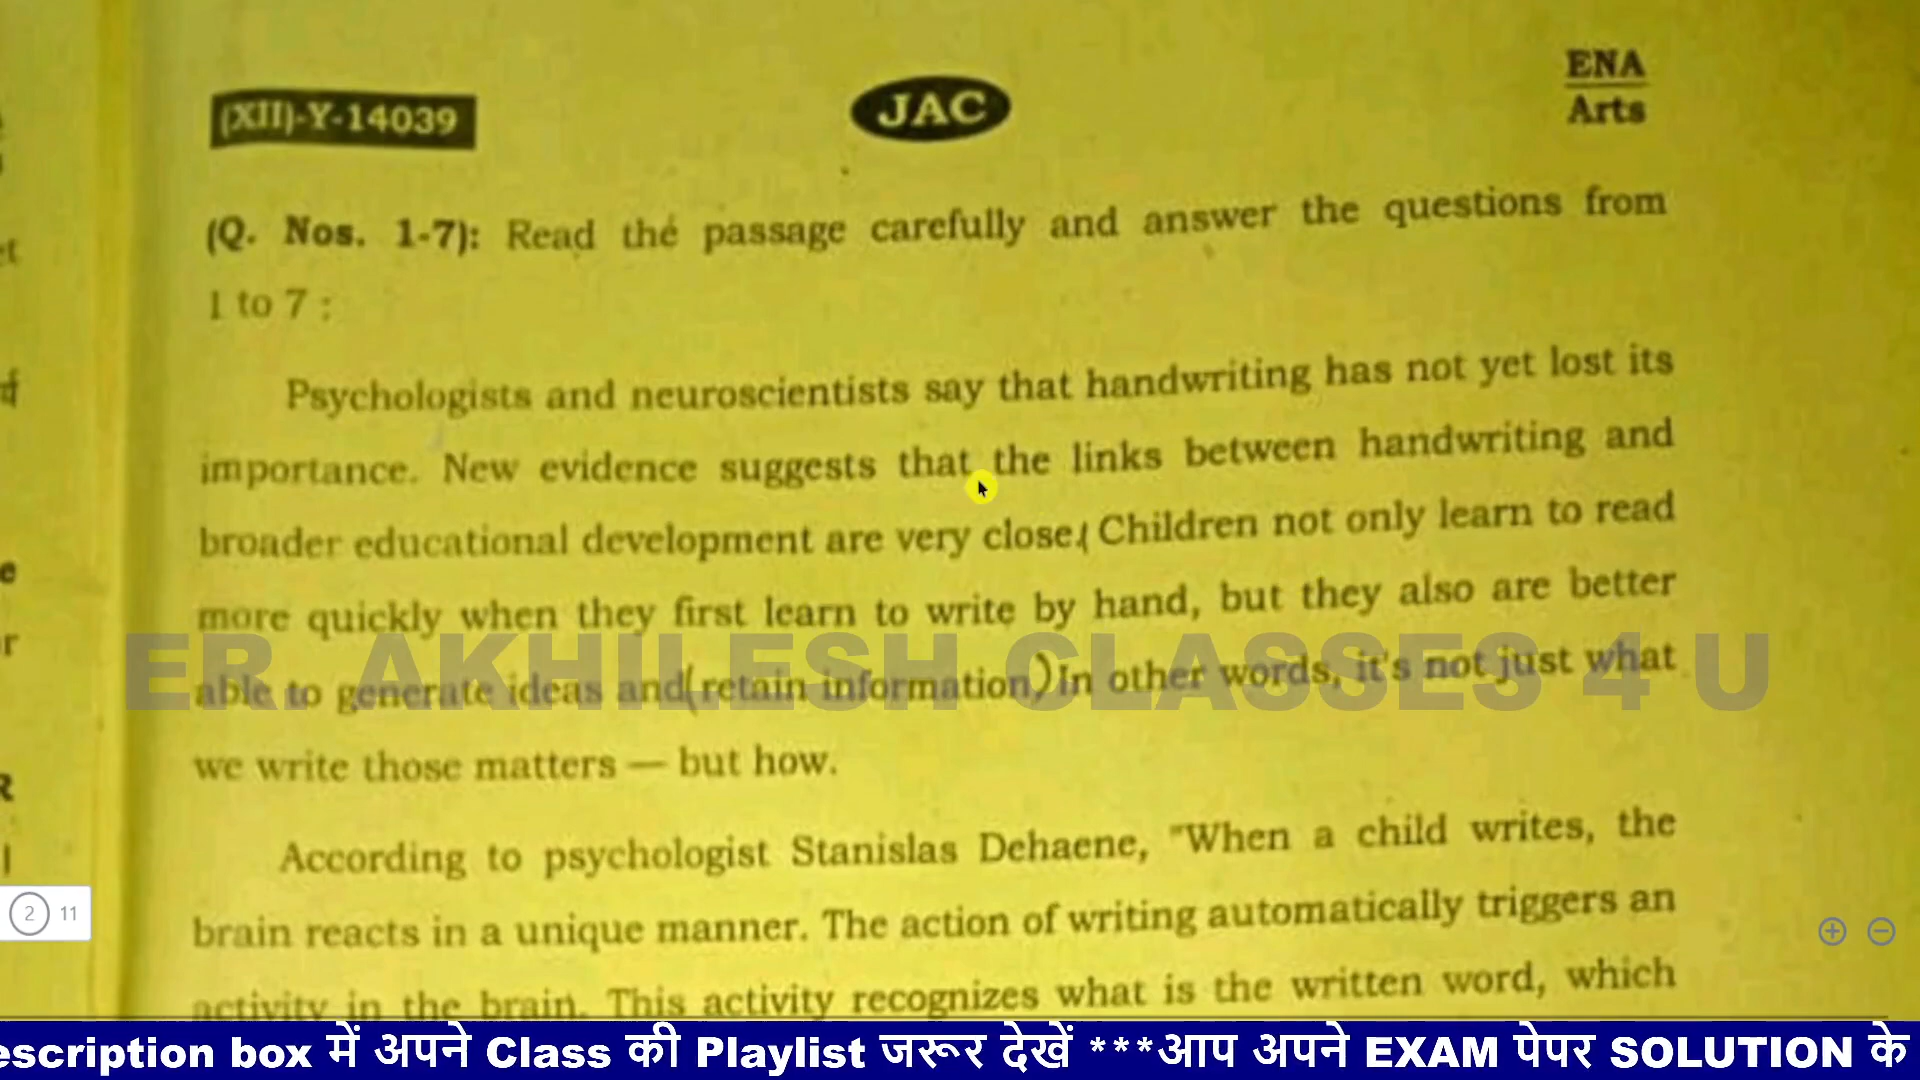 ENA
(XII)-Y-14039 JAC Arts
(Q. Nos. 1-7): Read the passage carefully and answer the questions from
1 to 7 :
Psychologists and neuroscientists say that handwriting has not yet lost its
importance. New evidence suggests that the links between handwriting and
broader educational development are very close. Children not only learn to read
more quickly when they first learn to write by hand, but they also are better
ER. AKHILESH CLASSES 4 U
able to generate ideas and (retain information.) In other words, it's not just what
we write those matters — but how.
According to psychologist Stanislas Dehaene, "When a child writes, the
brain reacts in a unique manner. The action of writing automatically triggers an
activity in the brain. This activity recognizes what is the written word, which
2 11
escription box में अपने Class की Playlist जरूर देखें ***आप अपने EXAM पेपर SOLUTION के